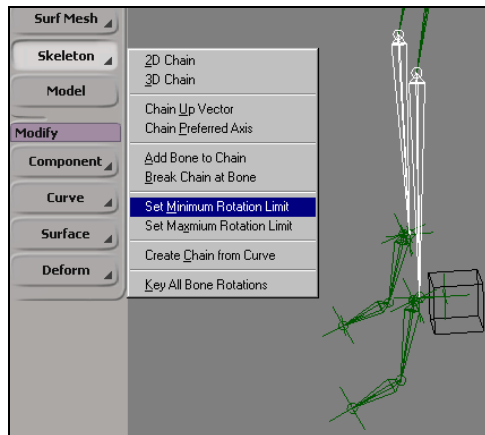 Surf Mesh
Skeleton
Model
Modify
Component
Curve
Surface
Deform
2D Chain
3D Chain
Chain Up Vector
Chain Preferred Axis
Add Bone to Chain
Break Chain at Bone
Set Minimum Rotation Limit
Set Maxmium Rotation Limit
Create Chain from Curve
Key All Bone Rotations